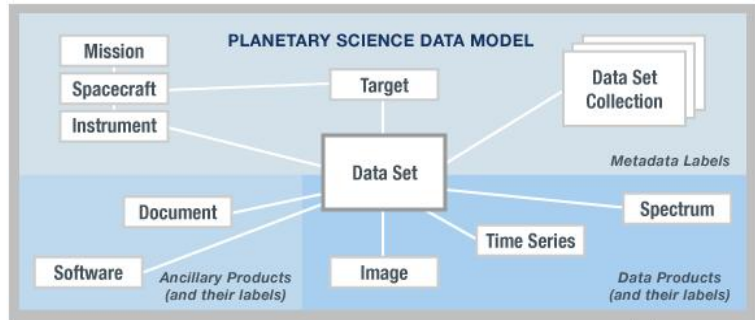 PLANETARY SCIENCE DATA MODEL
Mission
Spacecraft
Instrument
Target
Data Set
Collection
Metadata Labels
Data Set
Document
Software
Ancillary Products
(and their labels)
Image
Time Series
Spectrum
Data Products
(and their labels)